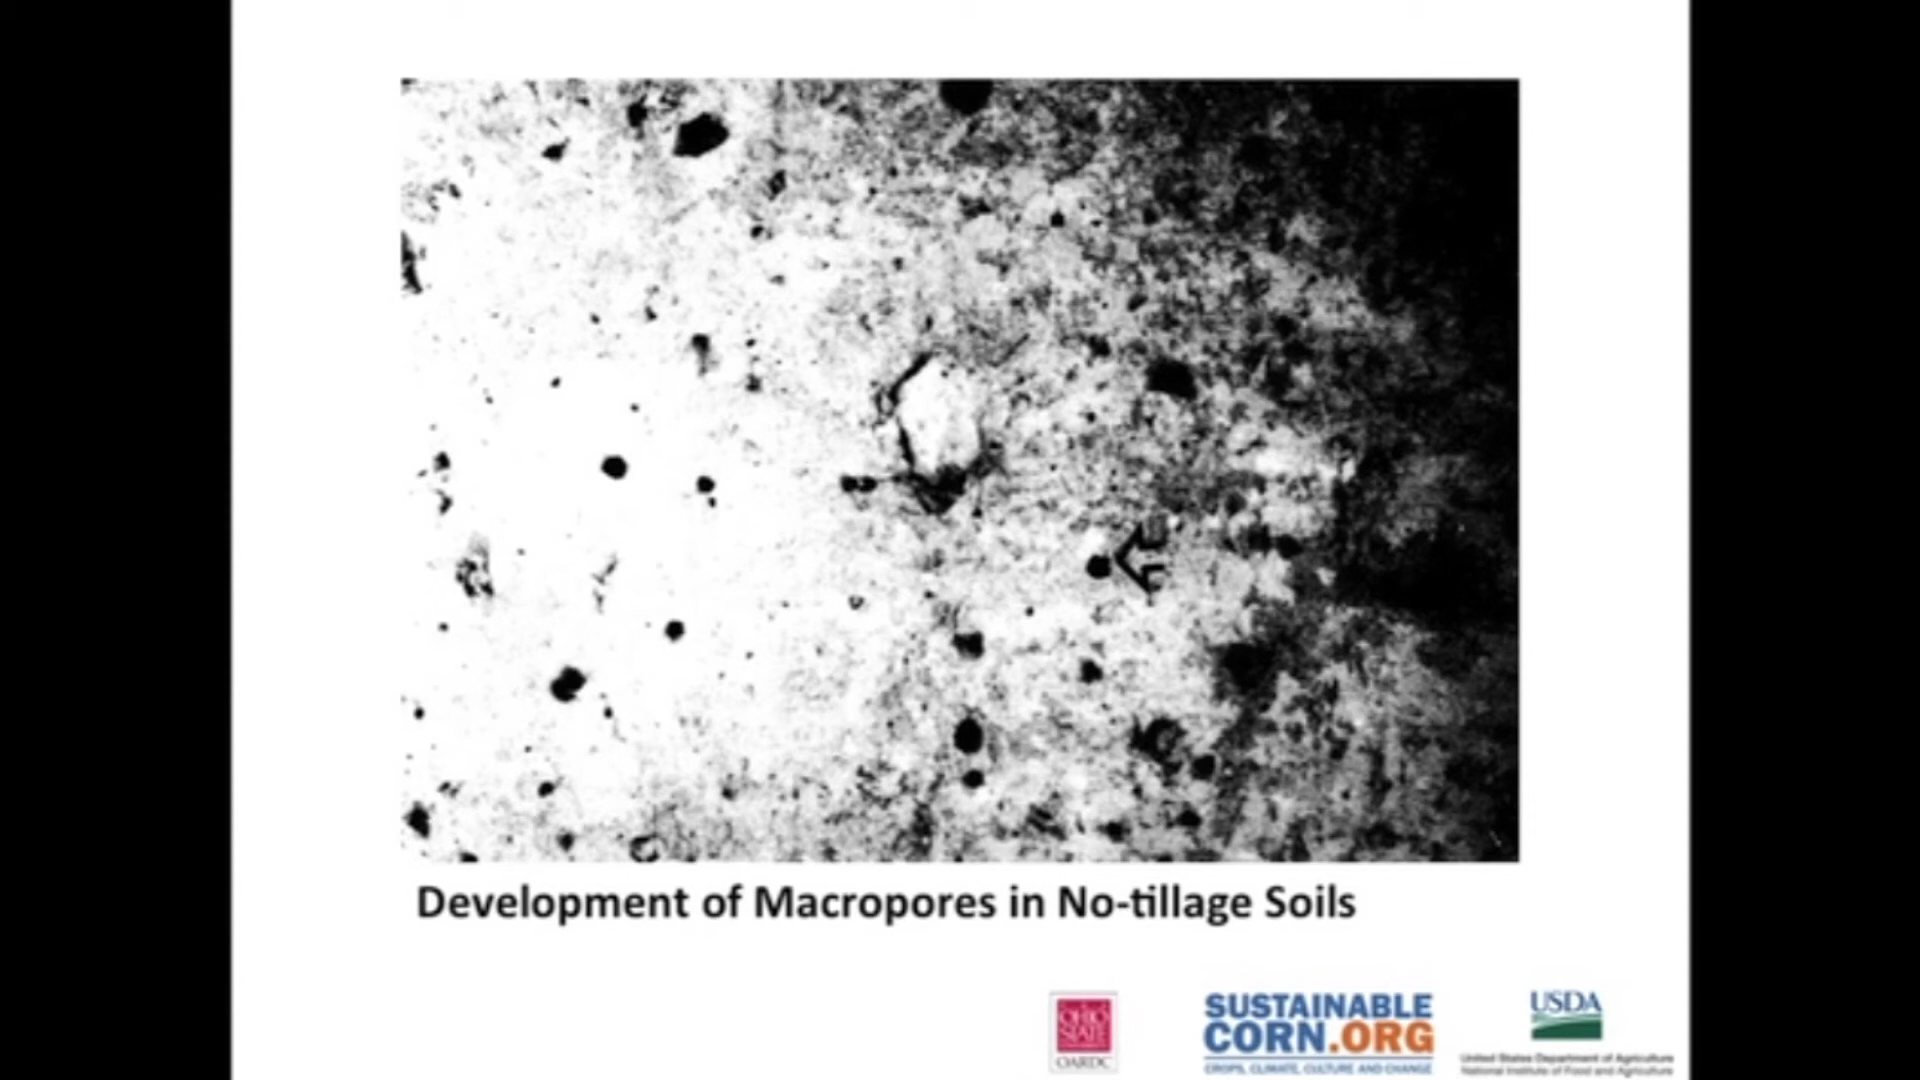 Development of Macropores in No-tillage Soils
OHIO
STATE
OARDC
SUSTAINABLE
CORN.ORG
CROPS, CLIMATE, CULTURE AND CHANGE
USDA
United States Department of Agriculture
National Institute of Food and Agriculture